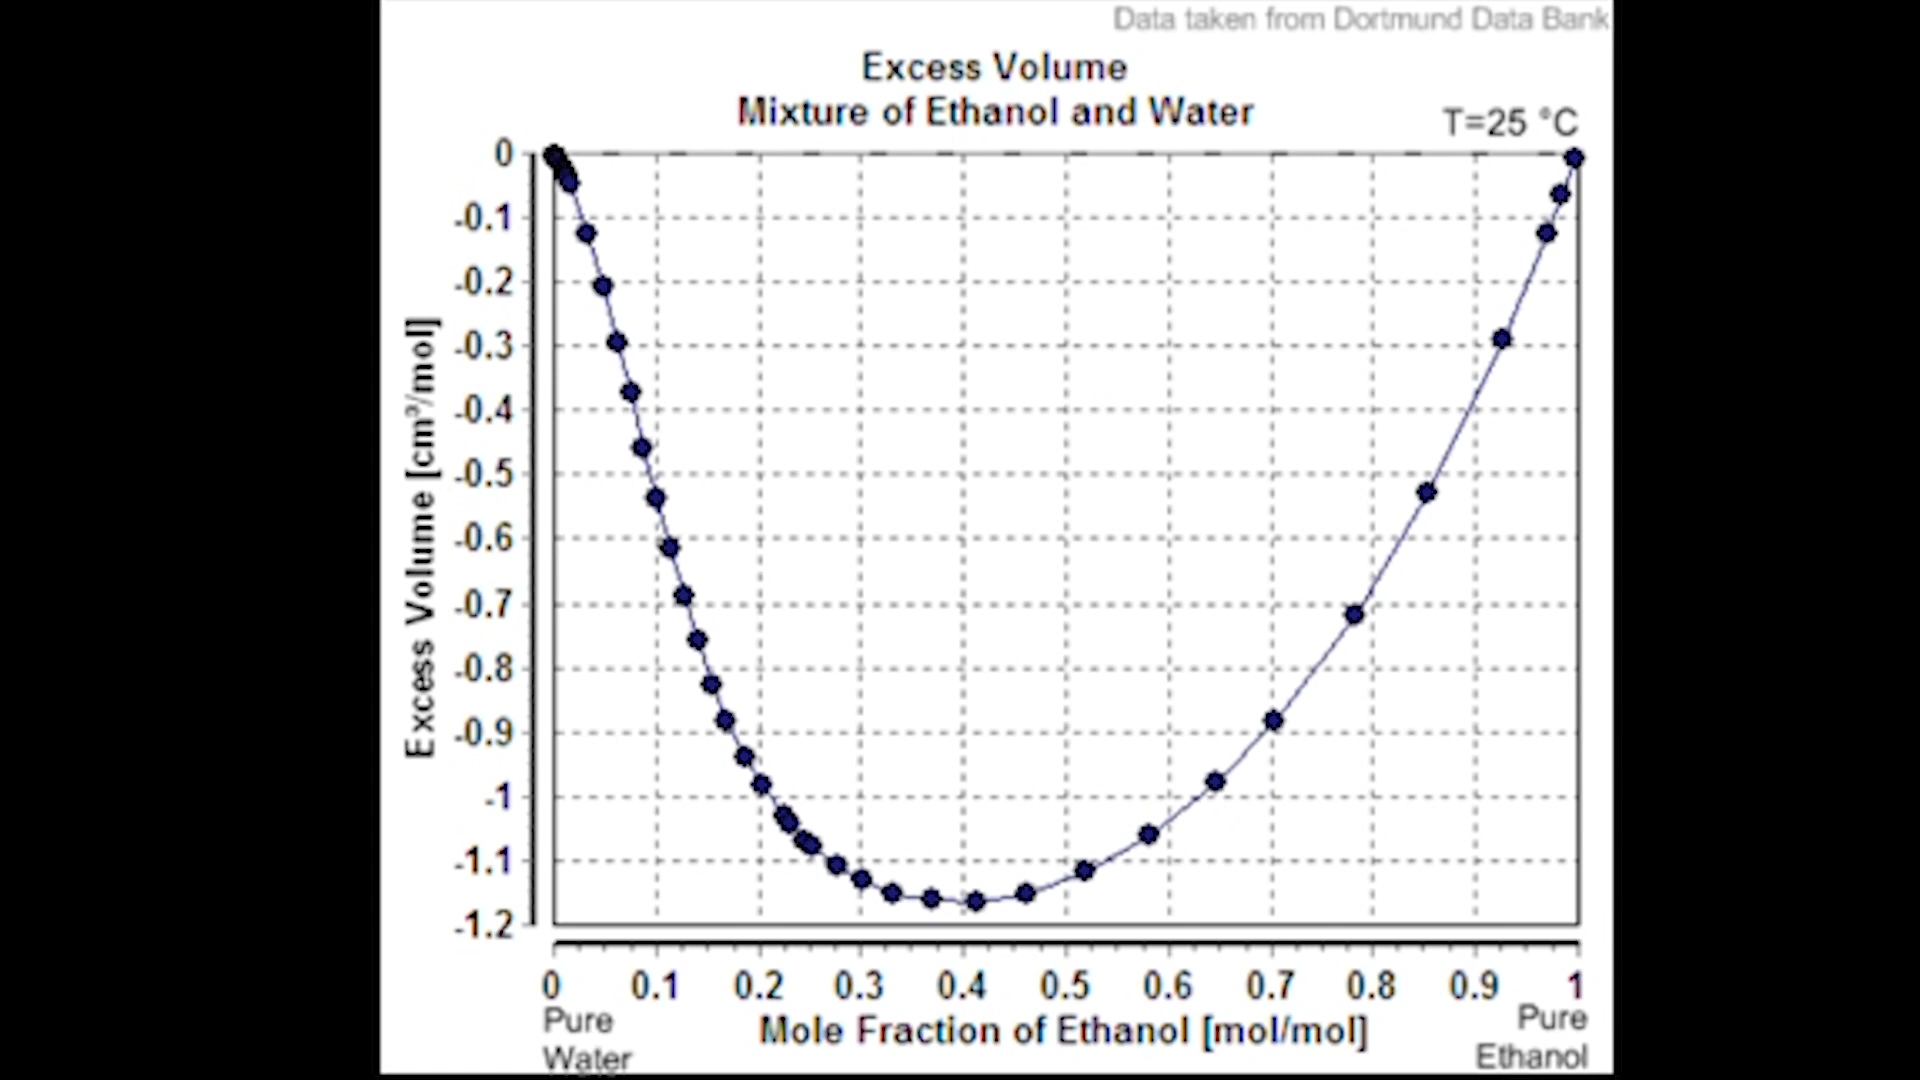 Data taken from Dortmund Data Bank
Excess Volume
Mixture of Ethanol and Water
T=25 °C
Excess Volume [cm³/mol]
0
-0.1
-0.2
-0.3
-0.4
-0.5
-0.6
-0.7
-0.8
-0.9
-1
-1.1
-1.2
0 0.1 0.2 0.3 0.4 0.5 0.6 0.7 0.8 0.9 1
Pure Water
Mole Fraction of Ethanol [mol/mol]
Pure Ethanol